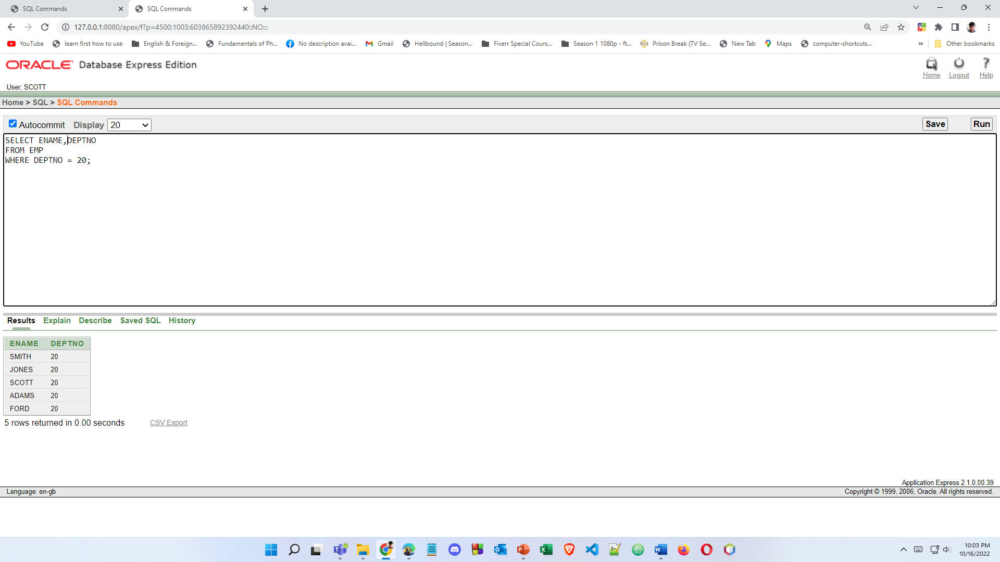 SQL Commands
SQL Commands
127.0.0.1:8080/apex/f?p=4500:1003:603865892392440::NO:::
YouTube learn first how to use English & Foreign... Fundamentals of Ph... No description avai... Gmail Hellbound | Season... Fiverr Special Cours... Season 1 1080p - ft... Prison Break (TV Se... New Tab Maps computer-shortcuts... » Other bookmarks
ORACLE Database Express Edition
Home Logout Help
User: SCOTT
Home > SQL > SQL Commands
Autocommit Display 20 Save Run
SELECT ENAME,DEPTNO
FROM EMP
WHERE DEPTNO = 20;
Results Explain Describe Saved SQL History
ENAME DEPTNO
SMITH 20
JONES 20
SCOTT 20
ADAMS 20
FORD 20
5 rows returned in 0.00 seconds CSV Export
Application Express 2.1.0.00.39
Language: en-gb Copyright © 1999, 2006, Oracle. All rights reserved.
10:03 PM
10/16/2022